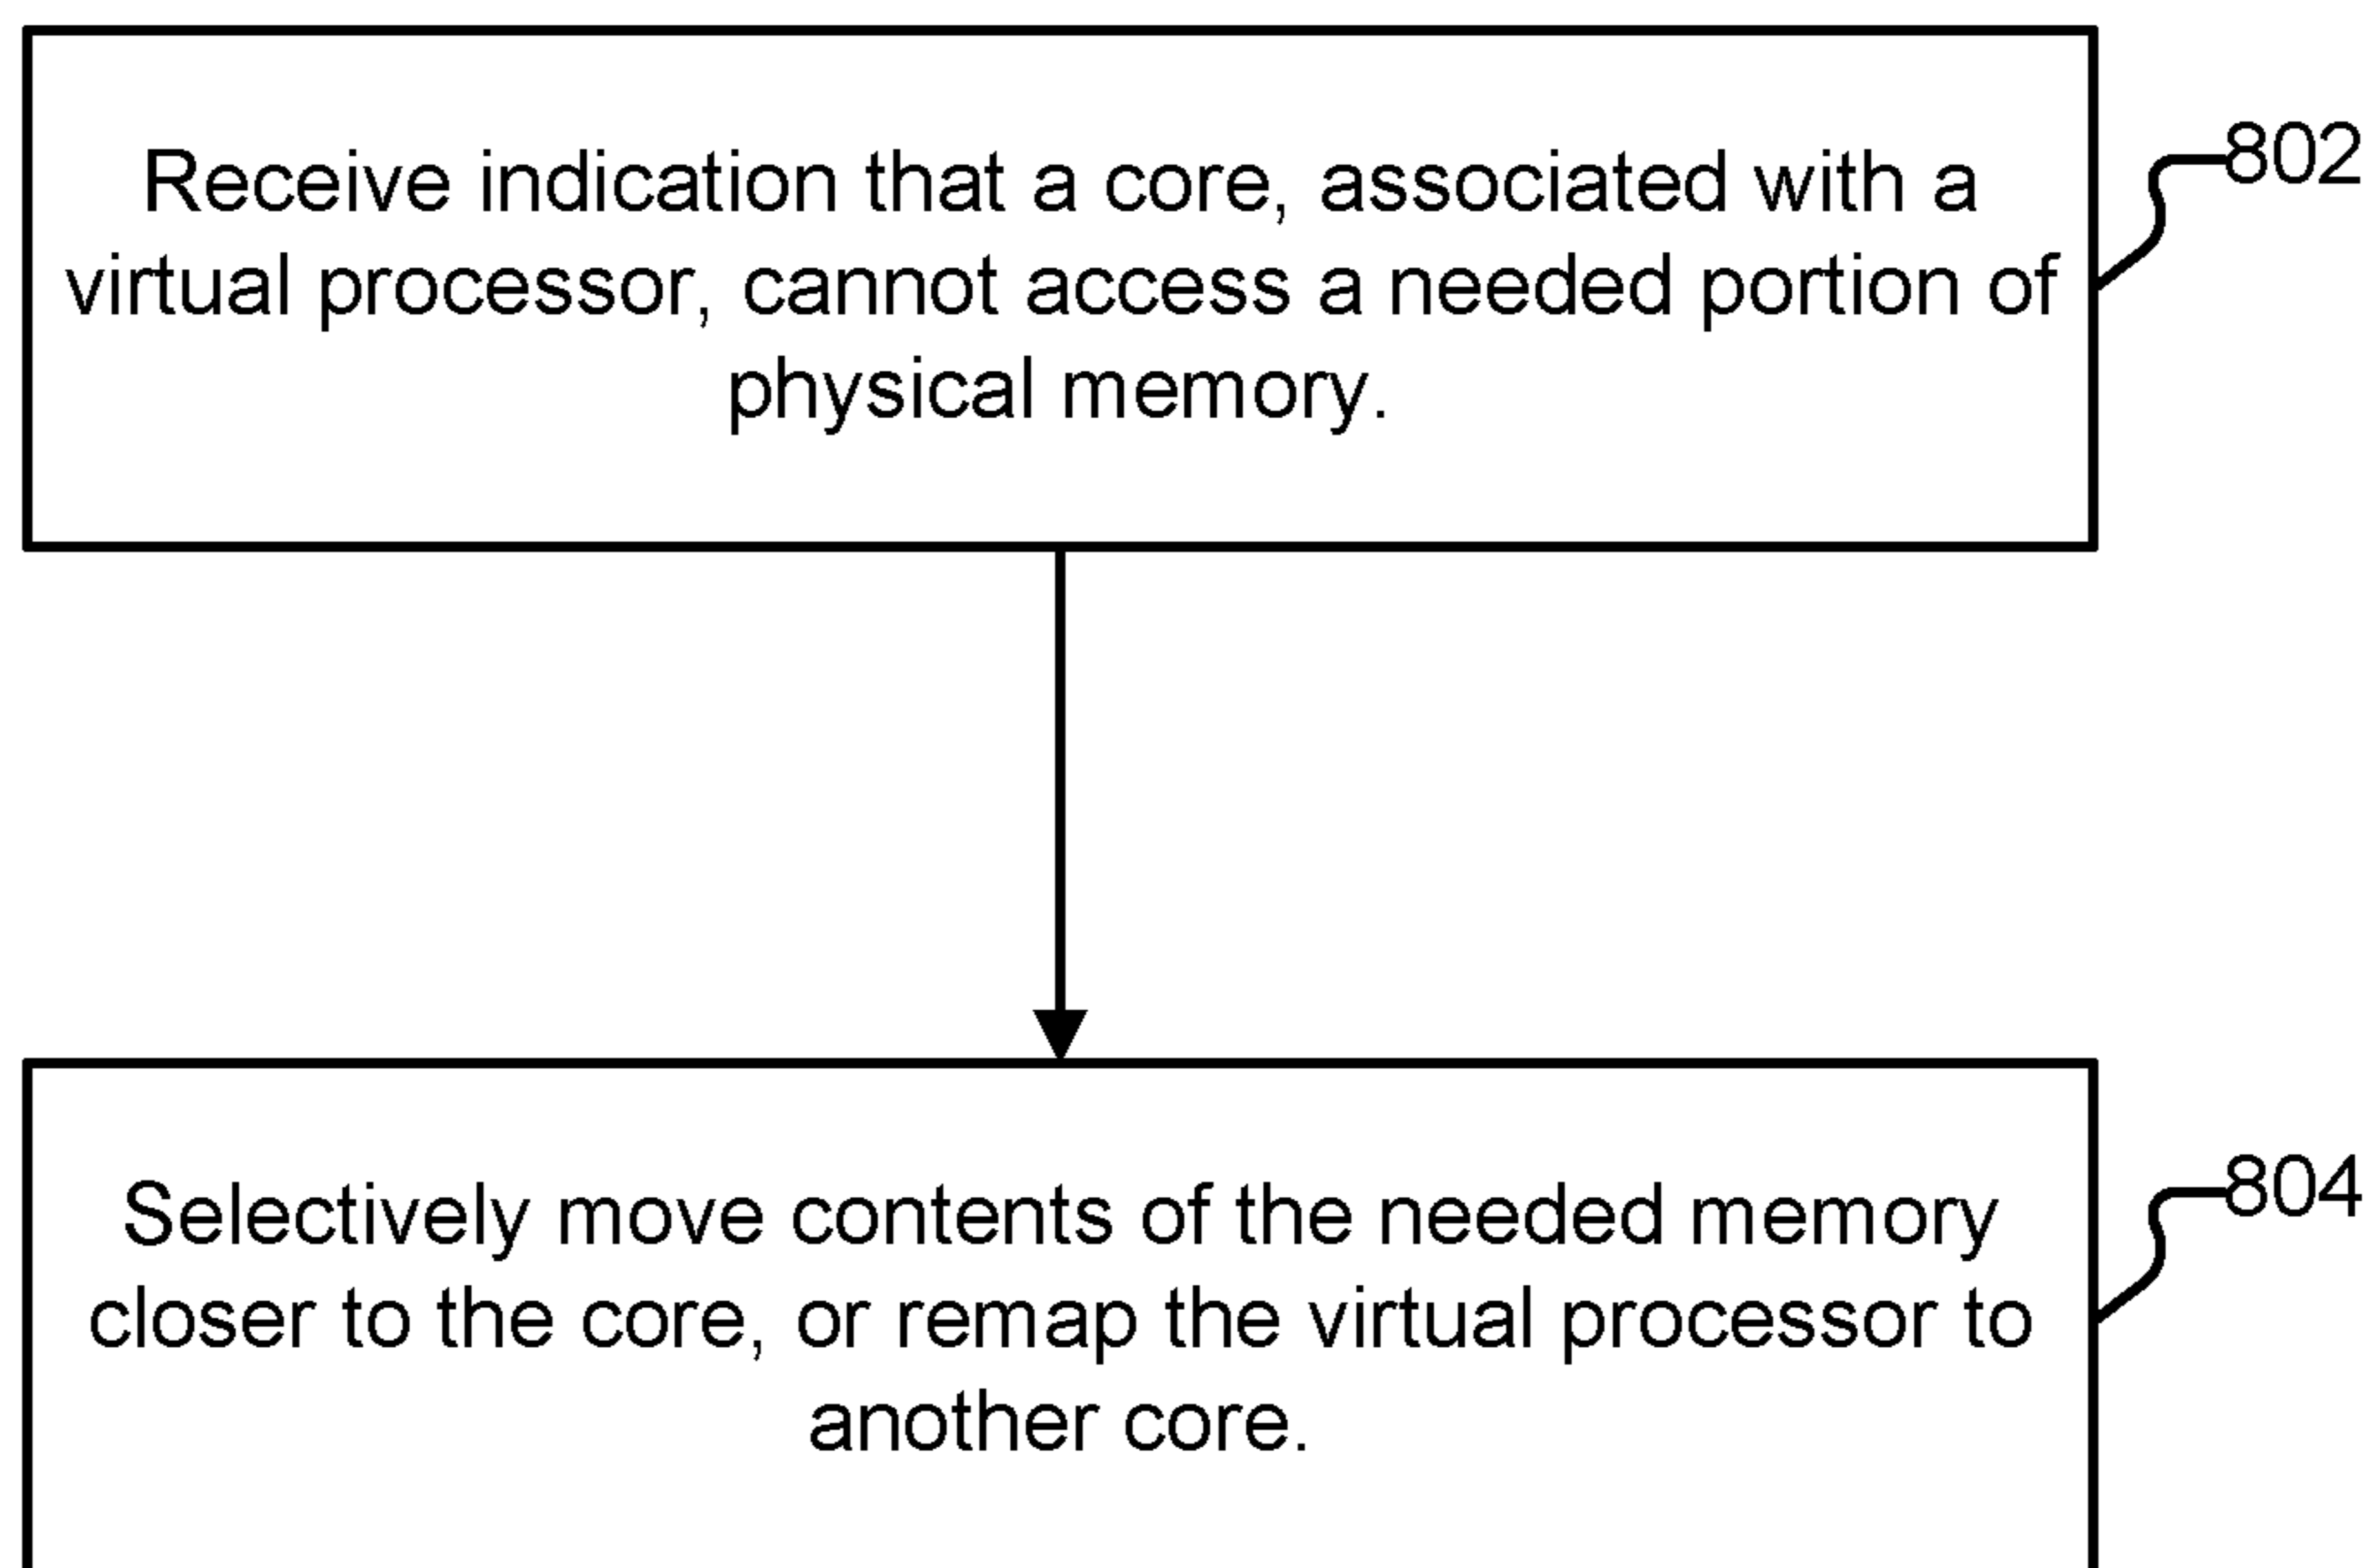 Receive indication that a core, associated with a
virtual processor, cannot access a needed portion of
physical memory.
802
Selectively move contents of the needed memory
closer to the core, or remap the virtual processor to
another core.
804